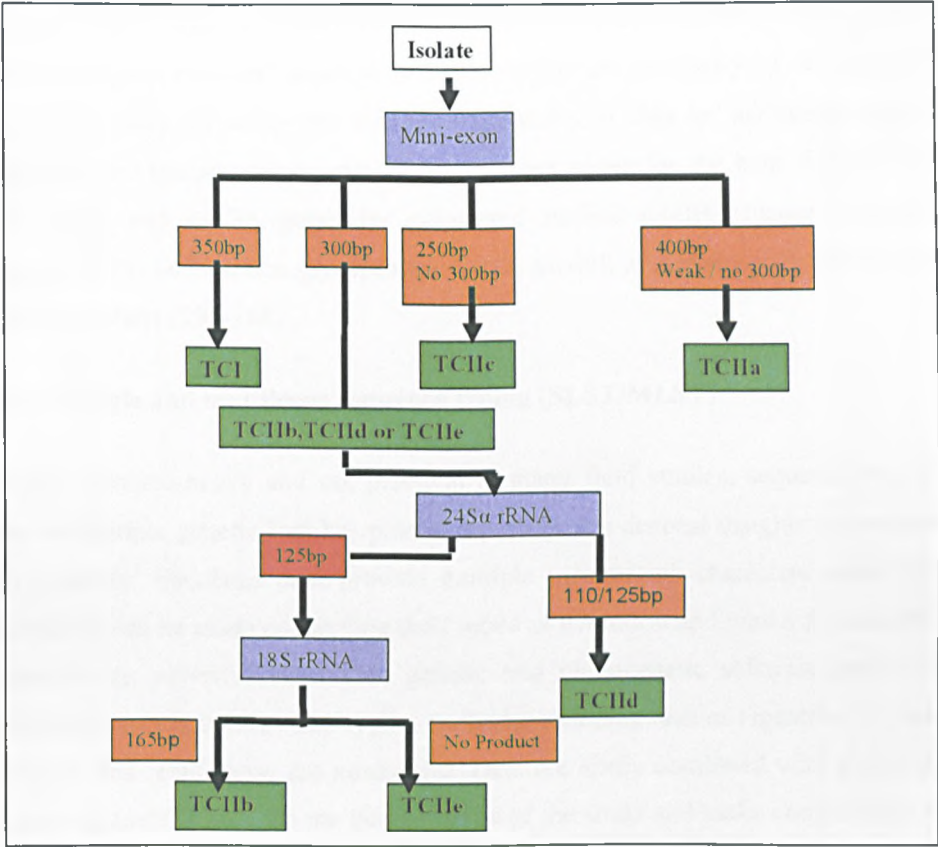 Isolate
Mini-exon
350bp
300bp
250bp
No 300bp
400bp
Weak / no 300bp
TCI
TCIIc
TCIIa
TCIIb,TCIId or TCIIe
24Sα rRNA
125bp
110/125bp
18S rRNA
TCIId
165bp
No Product
TCIIb
TCIIe